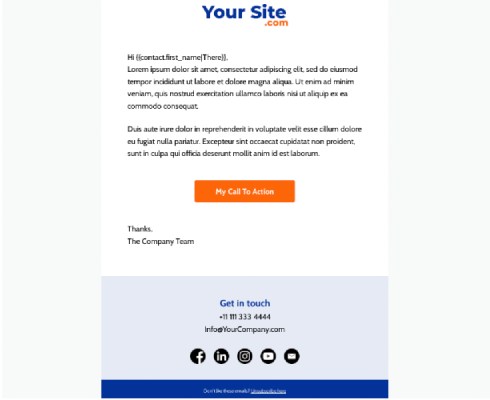 Your Site
.com
Hi {{contact.first_name|There}},
Lorem ipsum dolor sit amet, consectetur adipiscing elit, sed do eiusmod
tempor incididunt ut labore et dolore magna aliqua. Ut enim ad minim
veniam, quis nostrud exercitation ullamco laboris nisi ut aliquip ex ea
commodo consequat.
Duis aute irure dolor in reprehenderit in voluptate velit esse cillum dolore
eu fugiat nulla pariatur. Excepteur sint occaecat cupidatat non proident,
sunt in culpa qui officia deserunt mollit anim id est laborum.
My Call To Action
Thanks,
The Company Team
Get in touch
+11 111 333 4444
Info@YourCompany.com
Don't like these emails? Unsubscribe here